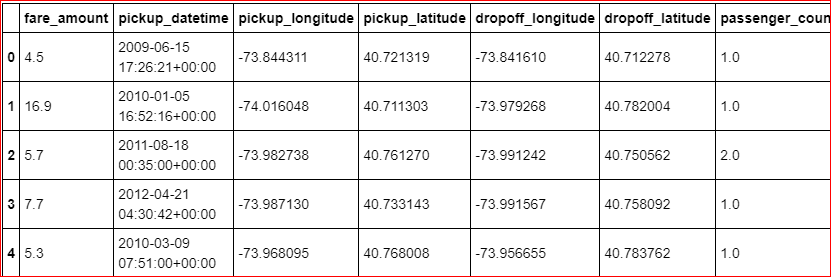 fare_amount pickup_datetime pickup_longitude pickup_latitude dropoff_longitude dropoff_latitude passenger_coun
0 4.5 2009-06-15 17:26:21+00:00 -73.844311 40.721319 -73.841610 40.712278 1.0
1 16.9 2010-01-05 16:52:16+00:00 -74.016048 40.711303 -73.979268 40.782004 1.0
2 5.7 2011-08-18 00:35:00+00:00 -73.982738 40.761270 -73.991242 40.750562 2.0
3 7.7 2012-04-21 04:30:42+00:00 -73.987130 40.733143 -73.991567 40.758092 1.0
4 5.3 2010-03-09 07:51:00+00:00 -73.968095 40.768008 -73.956655 40.783762 1.0